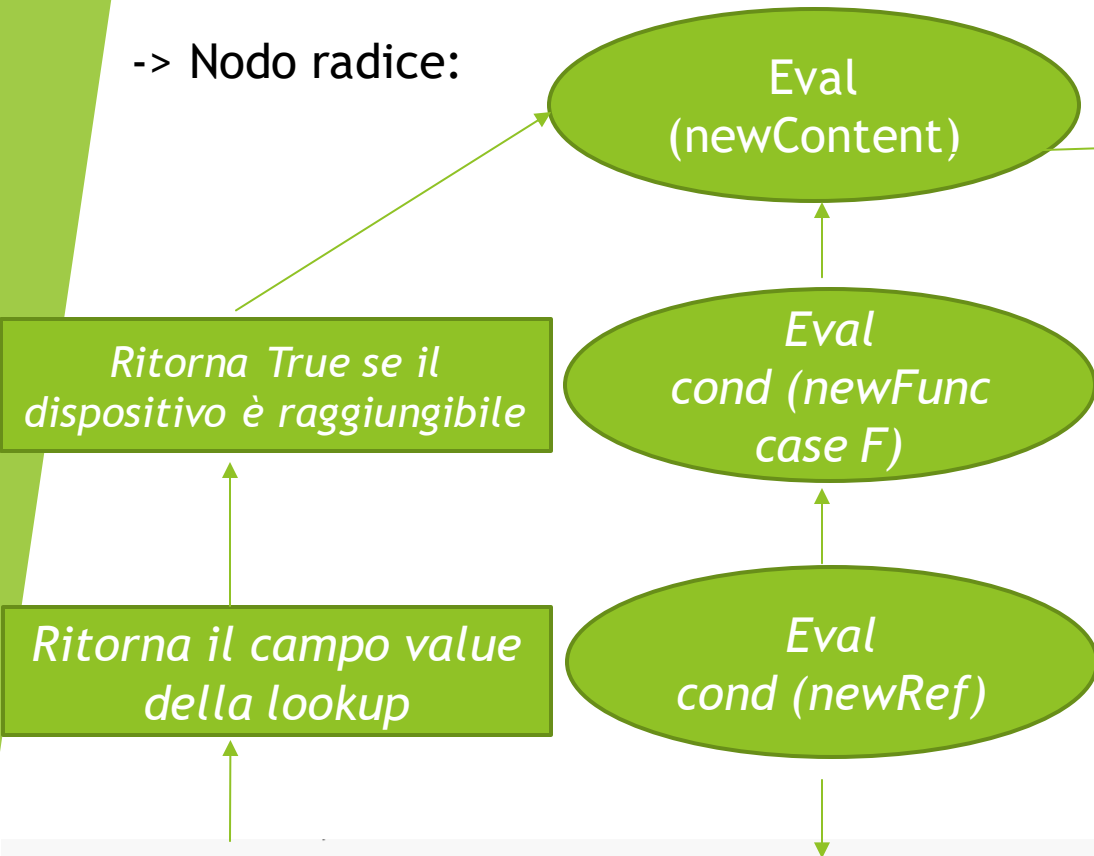 -> Nodo radice:
Eval
(newContent)
Ritorna True se il
dispositivo è raggiungibile
Eval
cond (newFunc
case F)
Ritorna il campo value
della lookup
Eval
cond (newRef)